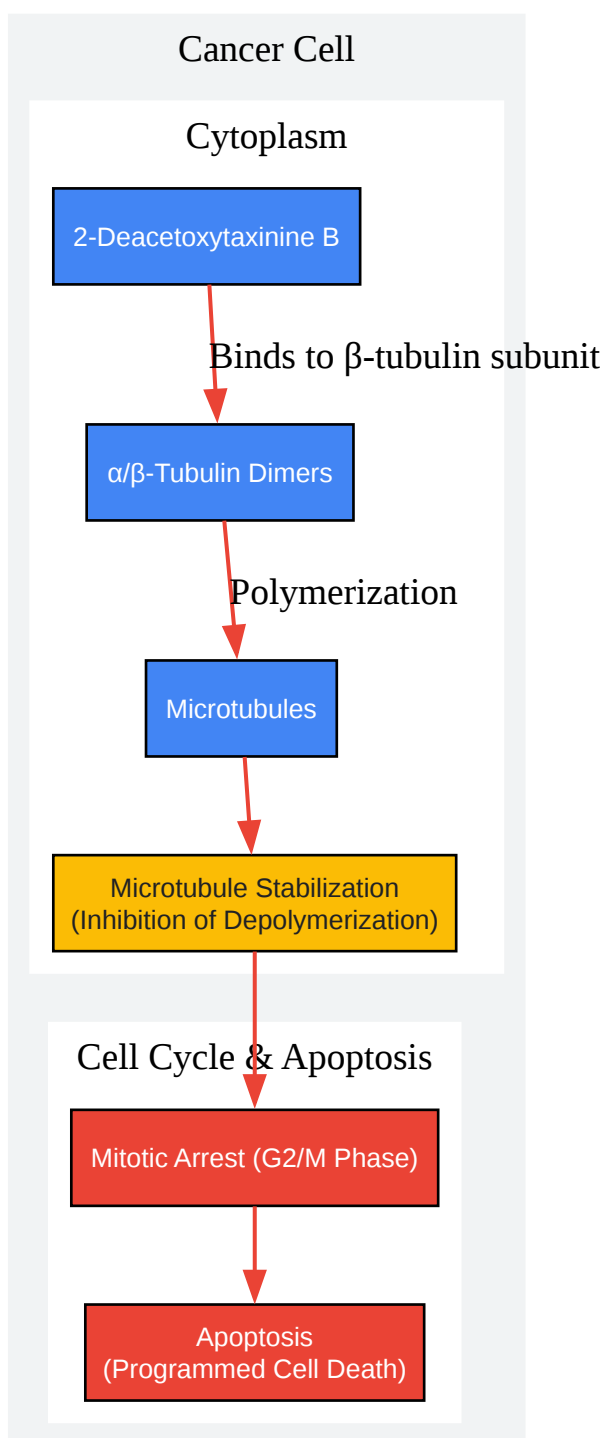 Cancer Cell
Cytoplasm
2-Deacetoxytaxinine B
Binds to β-tubulin subunit
α/β-Tubulin Dimers
Polymerization
Microtubules
Microtubule Stabilization
(Inhibition of Depolymerization)
Cell Cycle & Apoptosis
Mitotic Arrest (G2/M Phase)
Apoptosis
(Programmed Cell Death)